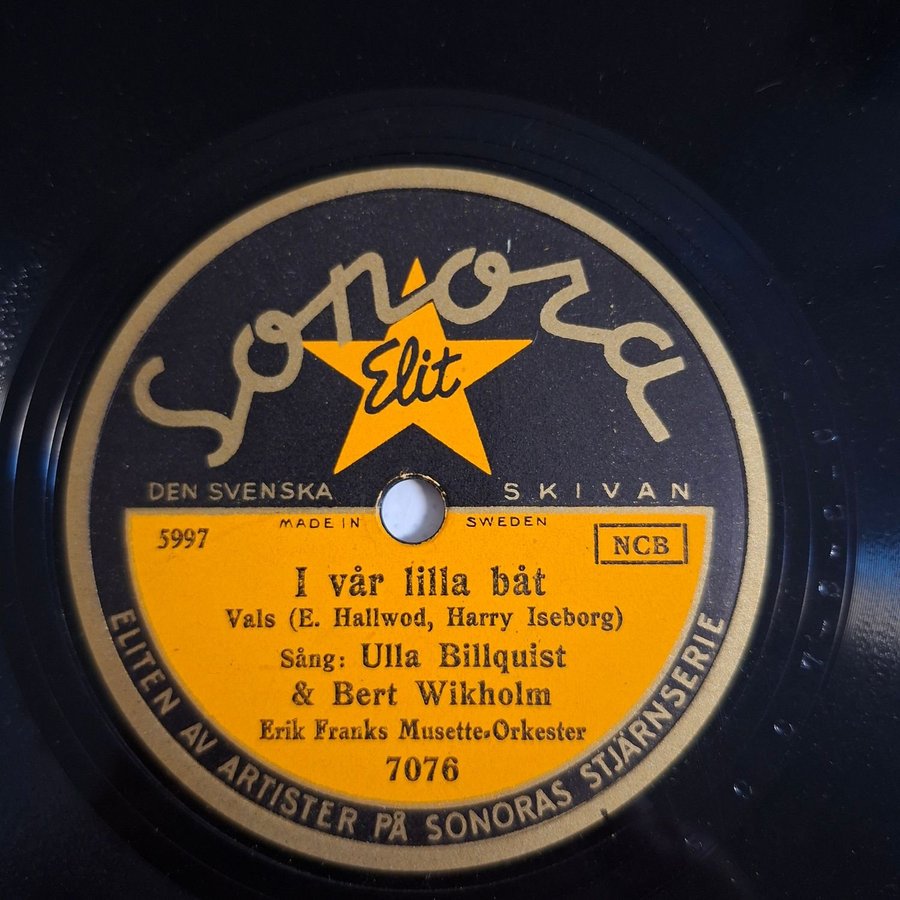 Sonora
Elit
DEN SVENSKA SKIVAN
MADE IN SWEDEN
5997
NCB
I vår lilla båt
Vals (E. Hallwod, Harry Iseborg)
Sång: Ulla Billquist
& Bert Wikholm
Erik Franks Musette-Orkester
7076
ELITEN AV ARTISTER PÅ SONORAS STJÄRNSERIE